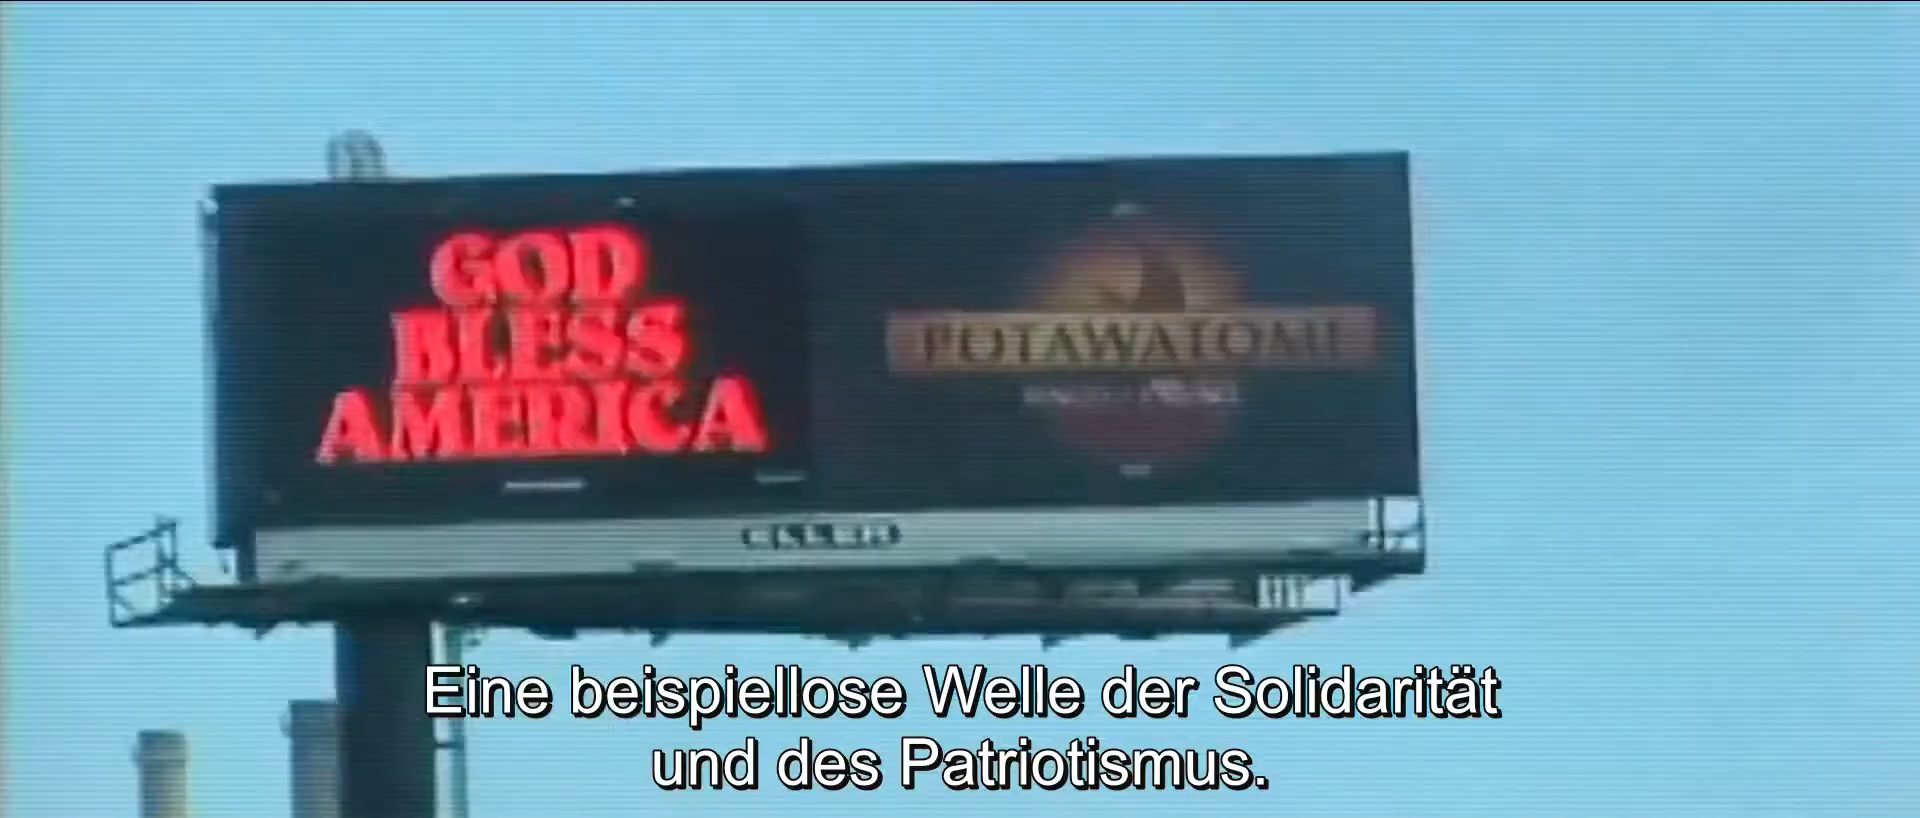 GOD
BLESS
AMERICA
POTAWATOMI
Eine beispiellose Welle der Solidarität
und des Patriotismus.